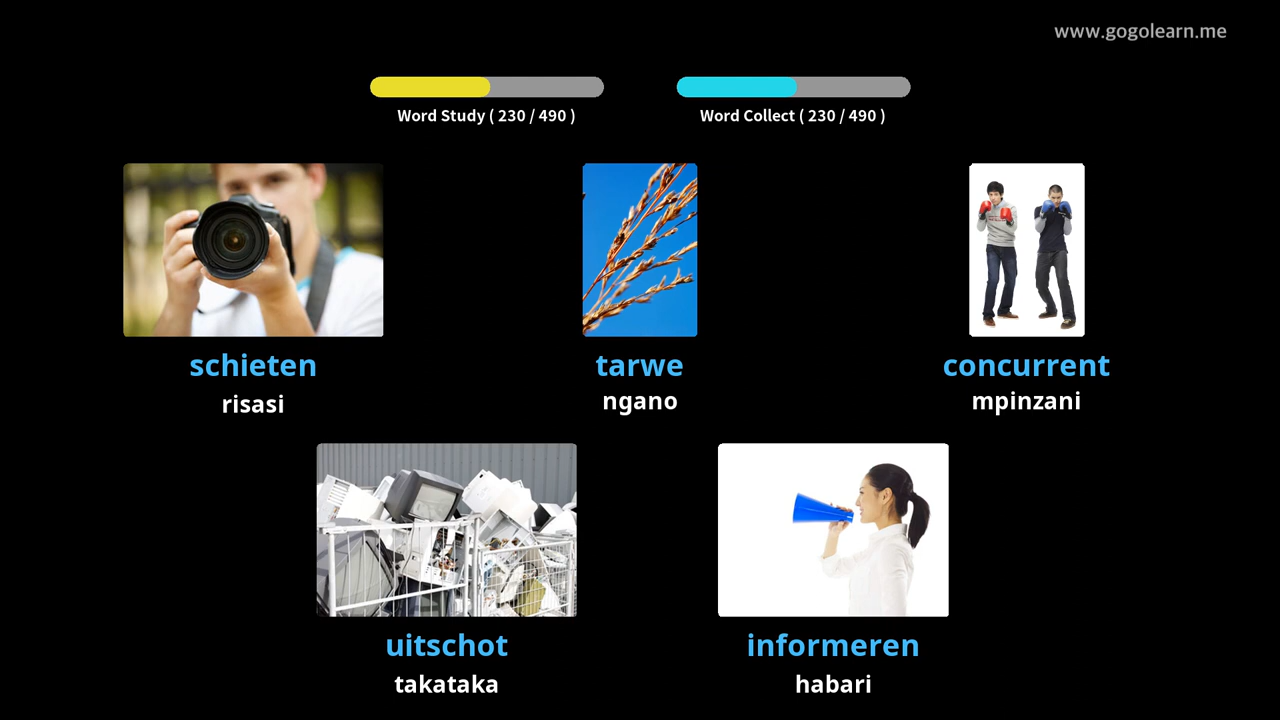 www.gogolearn.me
Word Study ( 230 / 490 )
Word Collect ( 230 / 490 )
schieten
risasi
tarwe
ngano
concurrent
mpinzani
uitschot
takataka
informeren
habari